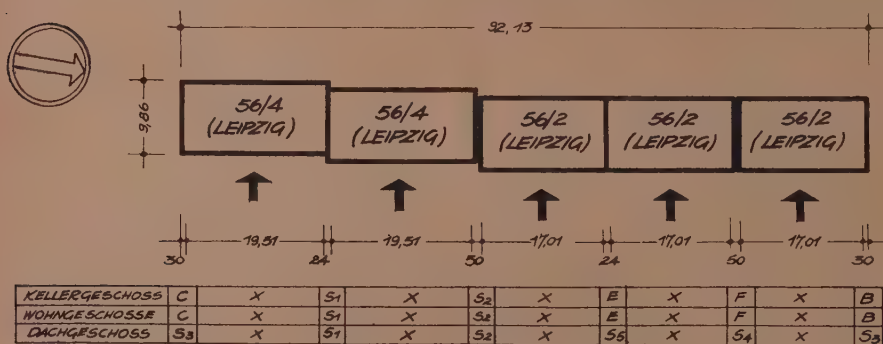 92,13
9,86
56/4
(LEIPZIG)
56/4
(LEIPZIG)
56/2
(LEIPZIG)
56/2
(LEIPZIG)
56/2
(LEIPZIG)
19,51 19,51 17,01 17,01 17,01
30 24 50 24 50 30
KELLERGESCHOSS C X S1 X S2 X E X F X B
WOHNGESCHOSSE C X S1 X S2 X E X F X B
DACHGESCHOSS S3 X S1 X S2 X S5 X S4 X S3